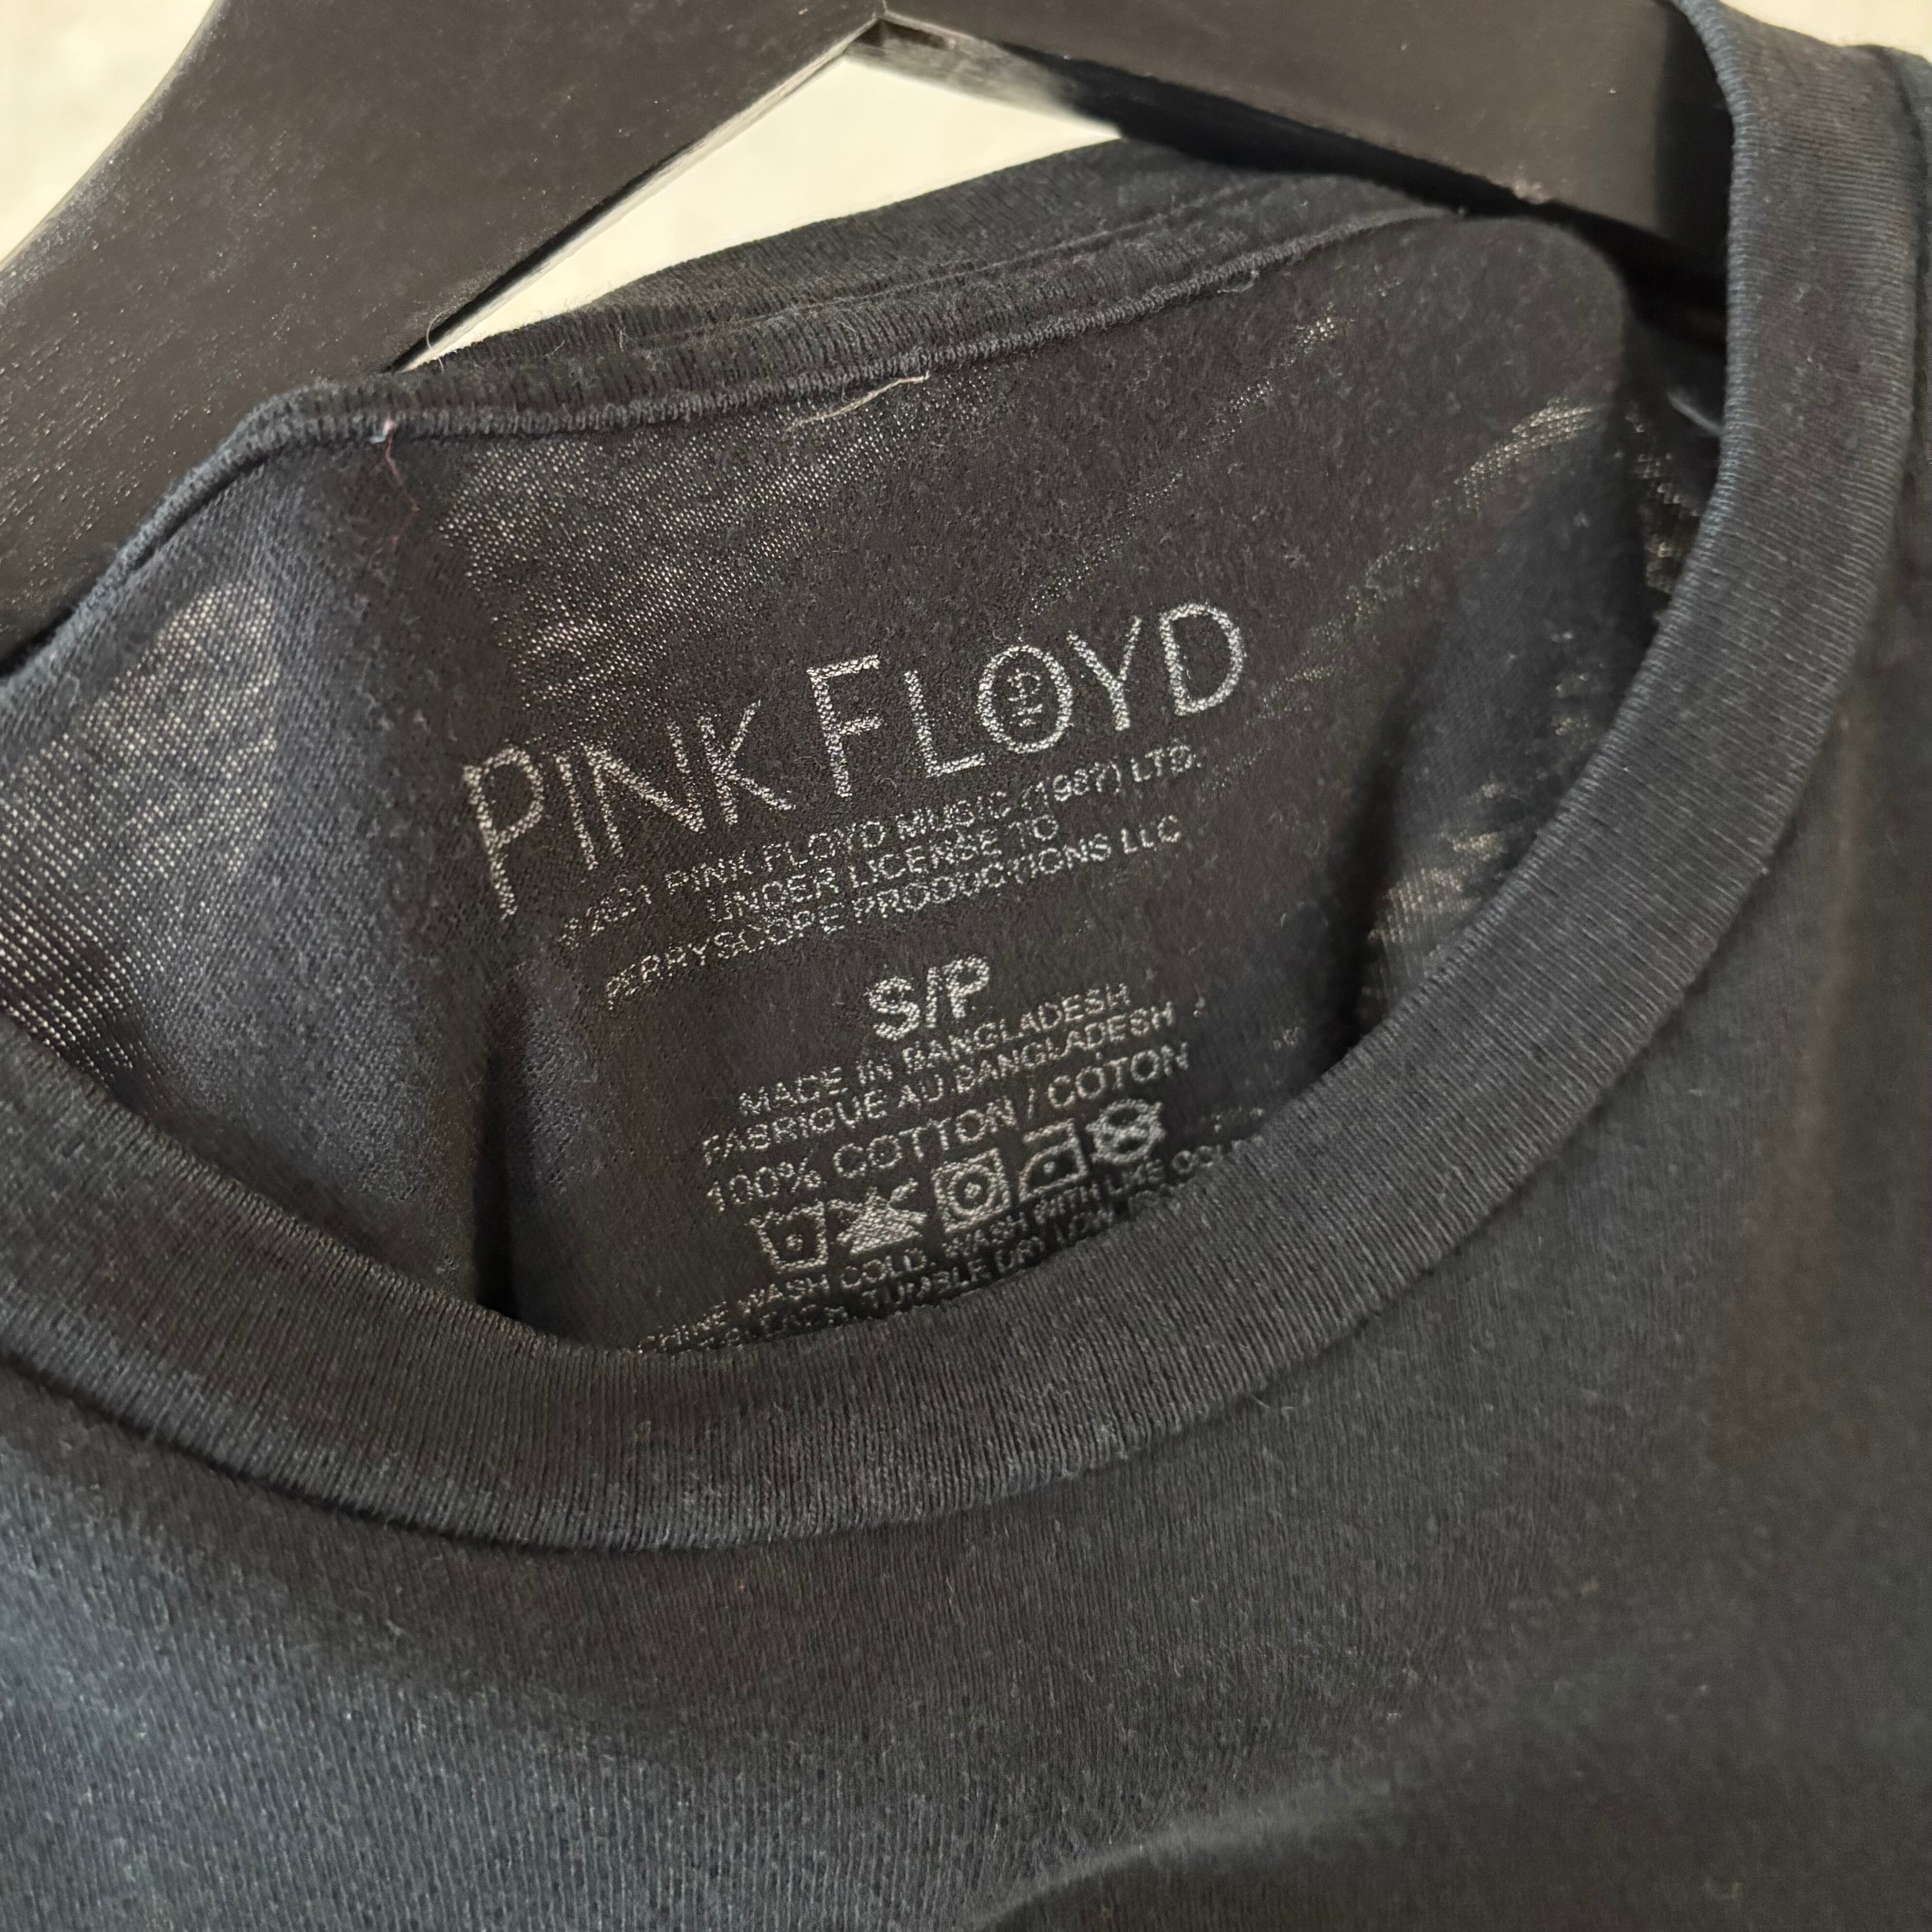 PINK FLOYD
©2021 PINK FLOYD MUSIC (1987) LTD.
UNDER LICENSE TO
PERRYSCOPE PRODUCTIONS LLC
S/P
MADE IN BANGLADESH
FABRIQUE AU BANGLADESH
100% COTTON / COTON
WASH COLD. WASH WITH LIKE
TUMBLE DRY LOW